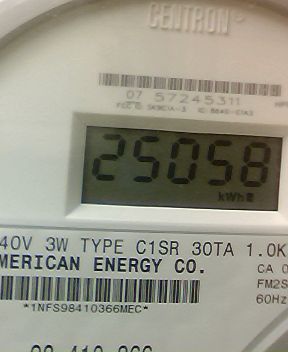 CENTRON®
07 57245311
25058
kWh
40V 3W TYPE C1SR 30TA 1.0K
MERICAN ENERGY CO.
CA 0
FM2S
60Hz
*1NFS98410366MEC*